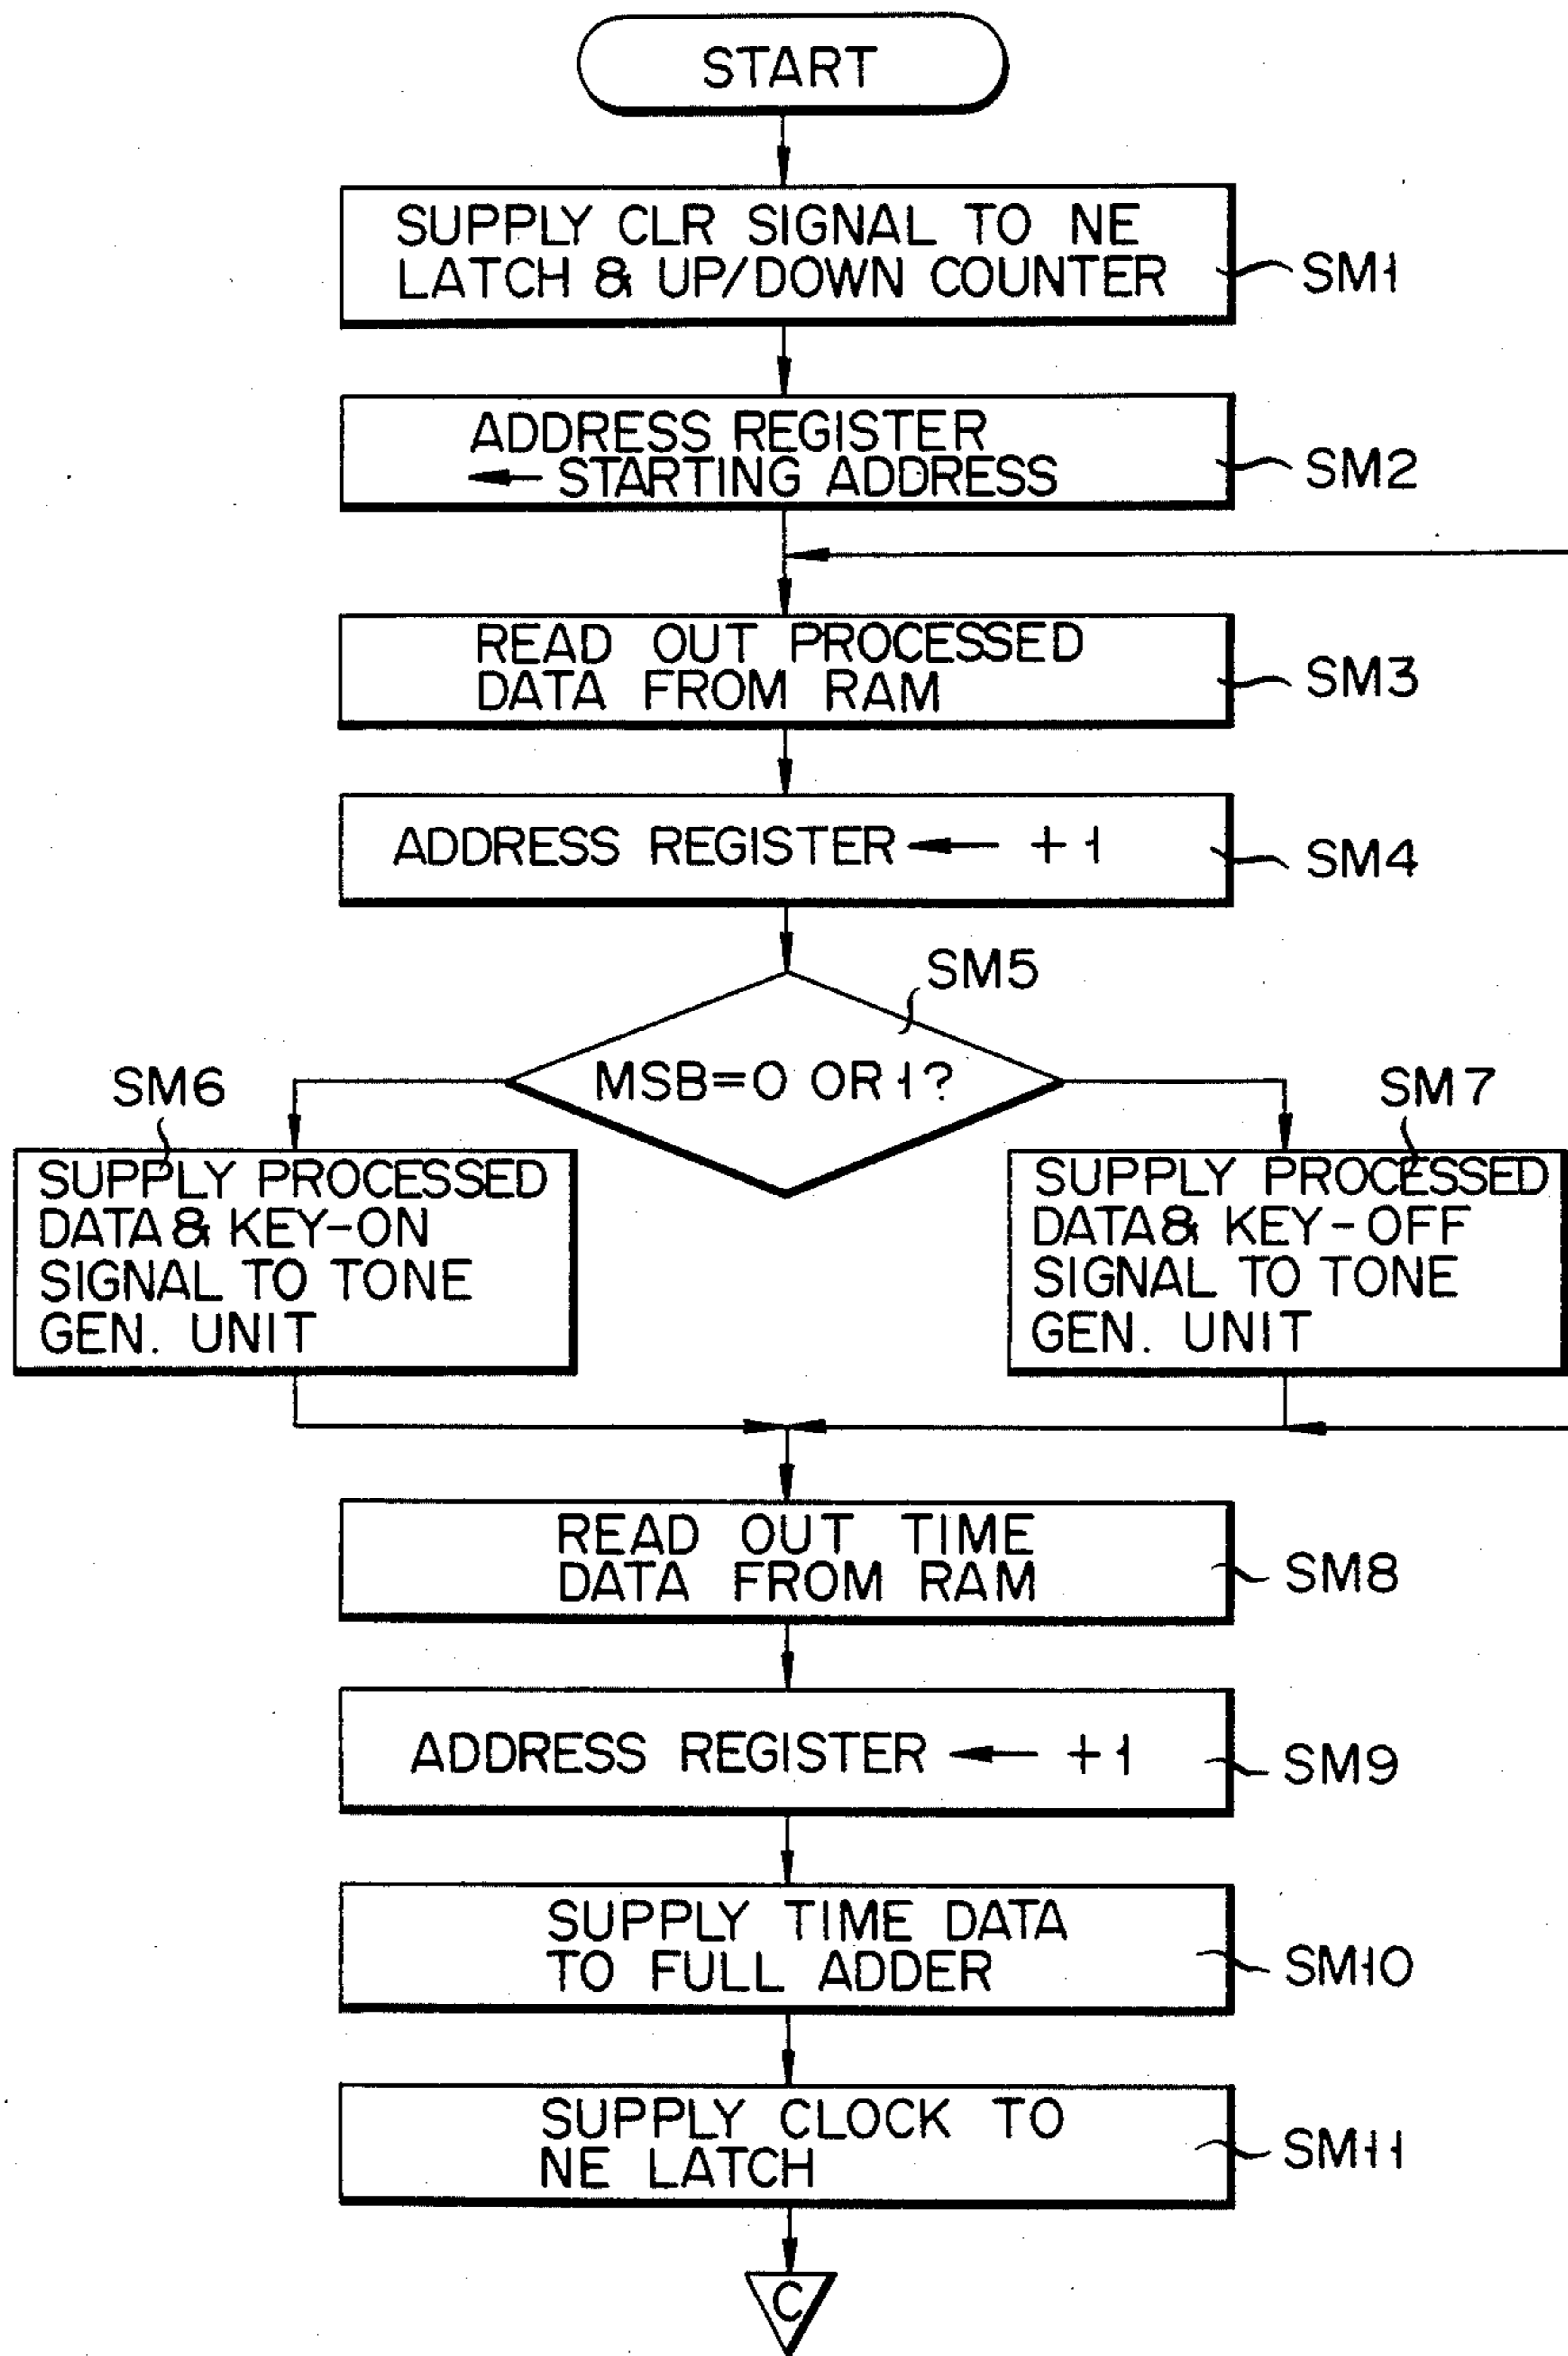 START
SUPPLY CLR SIGNAL TO NE
LATCH & UP/DOWN COUNTER
SM1
ADDRESS REGISTER
← STARTING ADDRESS
SM2
READ OUT PROCESSED
DATA FROM RAM
SM3
ADDRESS REGISTER ← +1
SM4
SM5
MSB=0 OR 1?
SM6
SUPPLY PROCESSED
DATA & KEY-ON
SIGNAL TO TONE
GEN. UNIT
SM7
SUPPLY PROCESSED
DATA & KEY-OFF
SIGNAL TO TONE
GEN. UNIT
READ OUT TIME
DATA FROM RAM
SM8
ADDRESS REGISTER ← +1
SM9
SUPPLY TIME DATA
TO FULL ADDER
SM10
SUPPLY CLOCK TO
NE LATCH
SM11
C